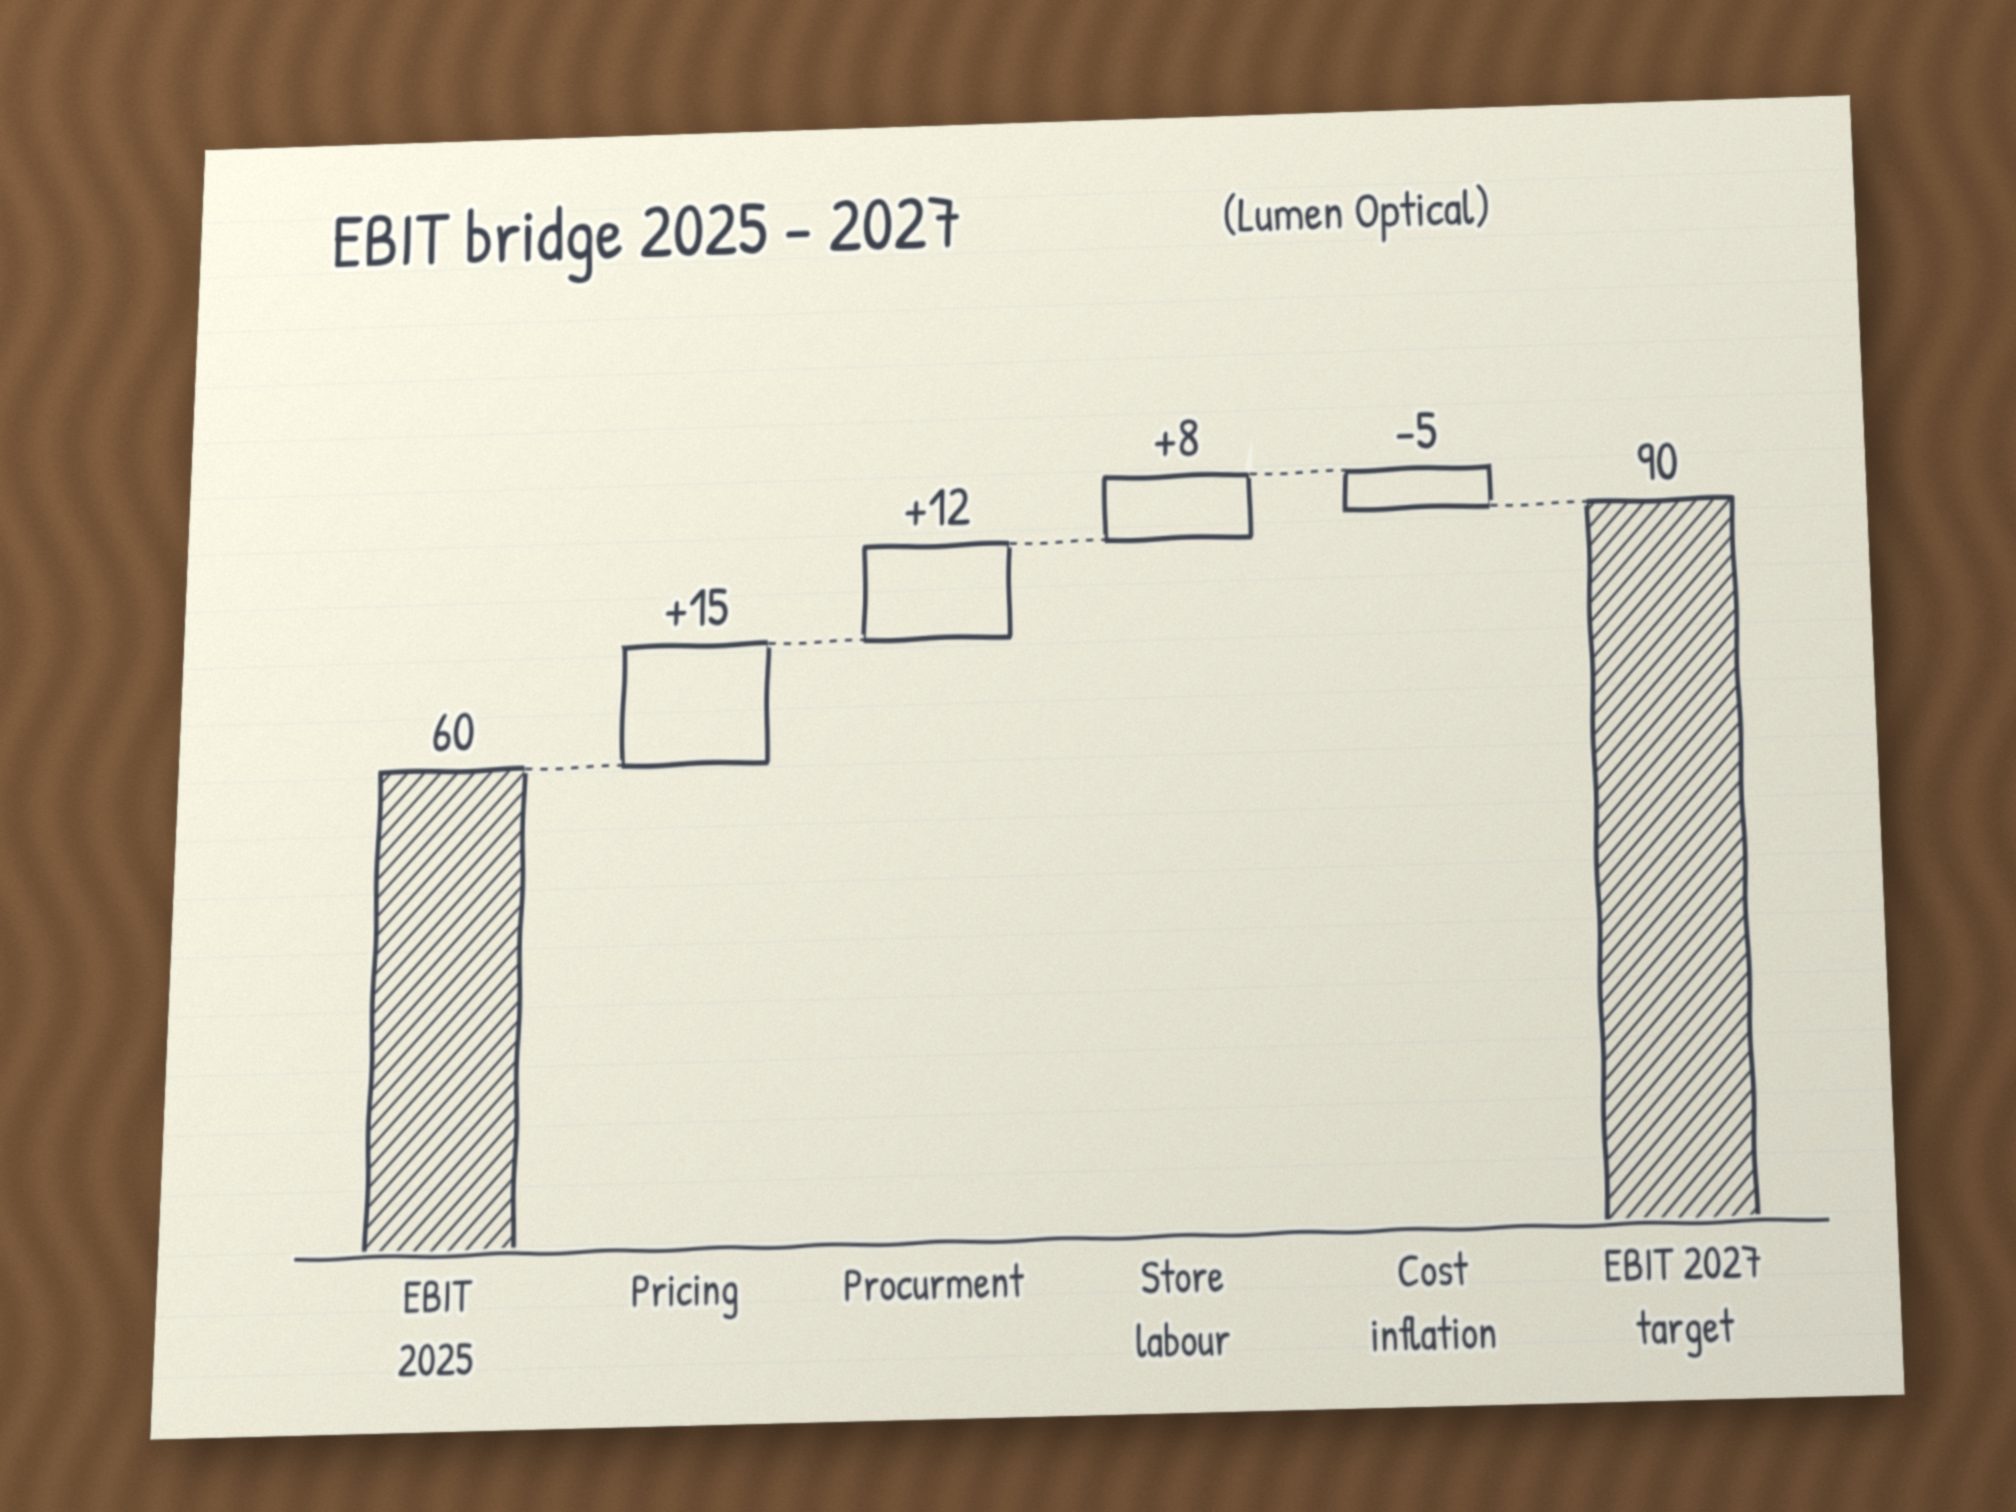 EBIT bridge 2025 - 2027
(Lumen Optical)
60
+15
+12
+8
-5
90
EBIT
2025
Pricing
Procurment
Store
labour
Cost
inflation
EBIT 2027
target